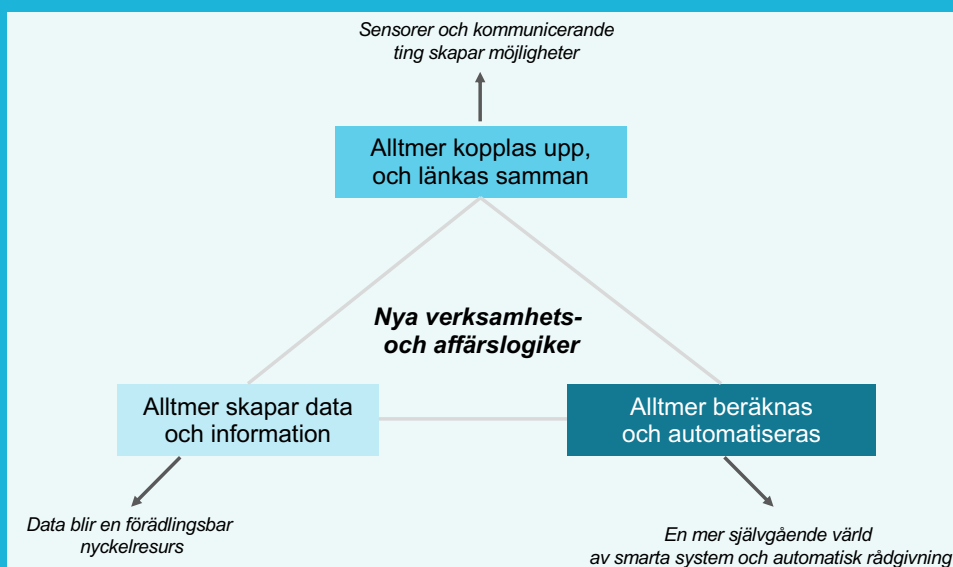 Sensorer och kommunicerande
ting skapar möjligheter
Alltmer kopplas upp,
och länkas samman
Nya verksamhets-
och affärslogiker
Alltmer skapar data
och information
Alltmer beräknas
och automatiseras
Data blir en förädlingsbar
nyckelresurs
En mer självgående värld
av smarta system och automatisk rådgivning